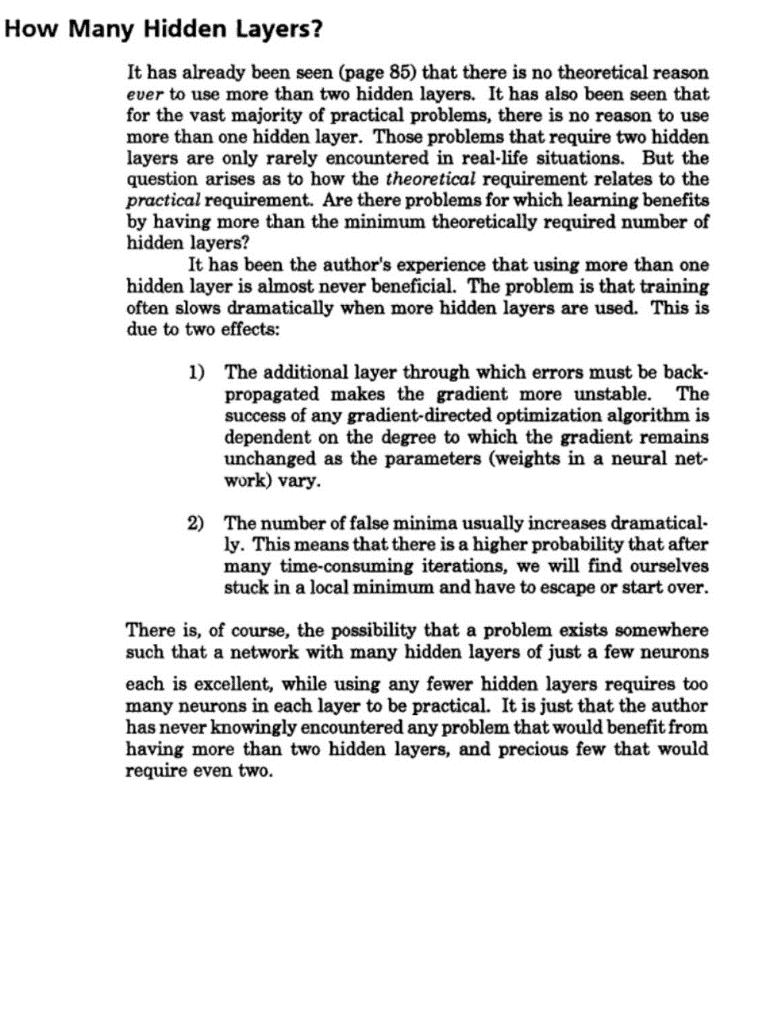 How Many Hidden Layers?
It has already been seen (page 85) that there is no theoretical reason
ever to use more than two hidden layers. It has also been seen that
for the vast majority of practical problems, there is no reason to use
more than one hidden layer. Those problems that require two hidden
layers are only rarely encountered in real-life situations. But the
question arises as to how the theoretical requirement relates to the
practical requirement. Are there problems for which learning benefits
by having more than the minimum theoretically required number of
hidden layers?
It has been the author's experience that using more than one
hidden layer is almost never beneficial. The problem is that training
often slows dramatically when more hidden layers are used. This is
due to two effects:
1) The additional layer through which errors must be back-
propagated makes the gradient more unstable. The
success of any gradient-directed optimization algorithm is
dependent on the degree to which the gradient remains
unchanged as the parameters (weights in a neural net-
work) vary.
2) The number of false minima usually increases dramatical-
ly. This means that there is a higher probability that after
many time-consuming iterations, we will find ourselves
stuck in a local minimum and have to escape or start over.
There is, of course, the possibility that a problem exists somewhere
such that a network with many hidden layers of just a few neurons
each is excellent, while using any fewer hidden layers requires too
many neurons in each layer to be practical. It is just that the author
has never knowingly encountered any problem that would benefit from
having more than two hidden layers, and precious few that would
require even two.